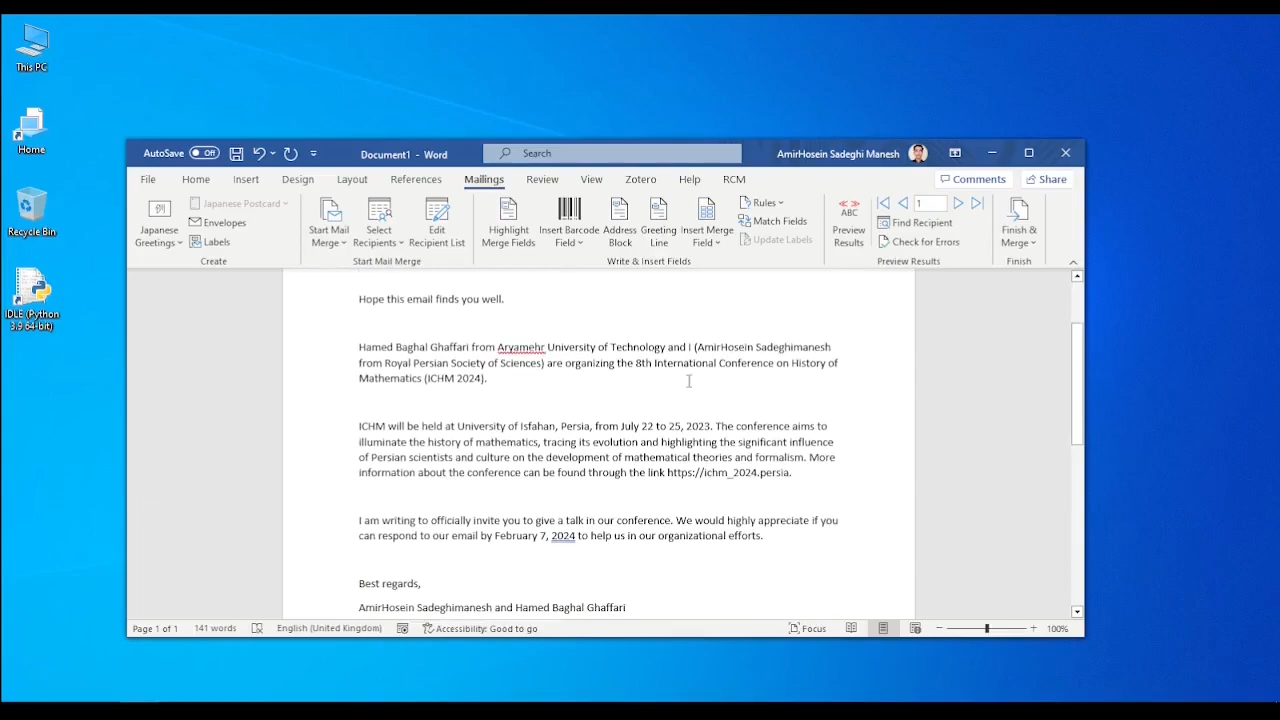 This PC
Home
Recycle Bin
IDLE (Python
3.9 64-bit)
AutoSave Off
Document1 - Word
Search
AmirHosein Sadeghi Manesh
File Home Insert Design Layout References Mailings Review View Zotero Help RCM
Comments Share
Japanese
Greetings
Japanese Postcard
Envelopes
Labels
Create
Start Mail
Merge
Select
Recipients
Edit
Recipient List
Start Mail Merge
Highlight
Merge Fields
Insert Barcode
Field
Address
Block
Greeting
Line
Insert Merge
Field
Rules
Match Fields
Update Labels
Write & Insert Fields
ABC
Preview
Results
1
Find Recipient
Check for Errors
Preview Results
Finish &
Merge
Finish
Hope this email finds you well.
Hamed Baghal Ghaffari from Aryamehr University of Technology and I (AmirHosein Sadeghimanesh
from Royal Persian Society of Sciences) are organizing the 8th International Conference on History of
Mathematics (ICHM 2024).
ICHM will be held at University of Isfahan, Persia, from July 22 to 25, 2023. The conference aims to
illuminate the history of mathematics, tracing its evolution and highlighting the significant influence
of Persian scientists and culture on the development of mathematical theories and formalism. More
information about the conference can be found through the link https://ichm_2024.persia.
I am writing to officially invite you to give a talk in our conference. We would highly appreciate if you
can respond to our email by February 7, 2024 to help us in our organizational efforts.
Best regards,
AmirHosein Sadeghimanesh and Hamed Baghal Ghaffari
Page 1 of 1 141 words English (United Kingdom) Accessibility: Good to go Focus 100%